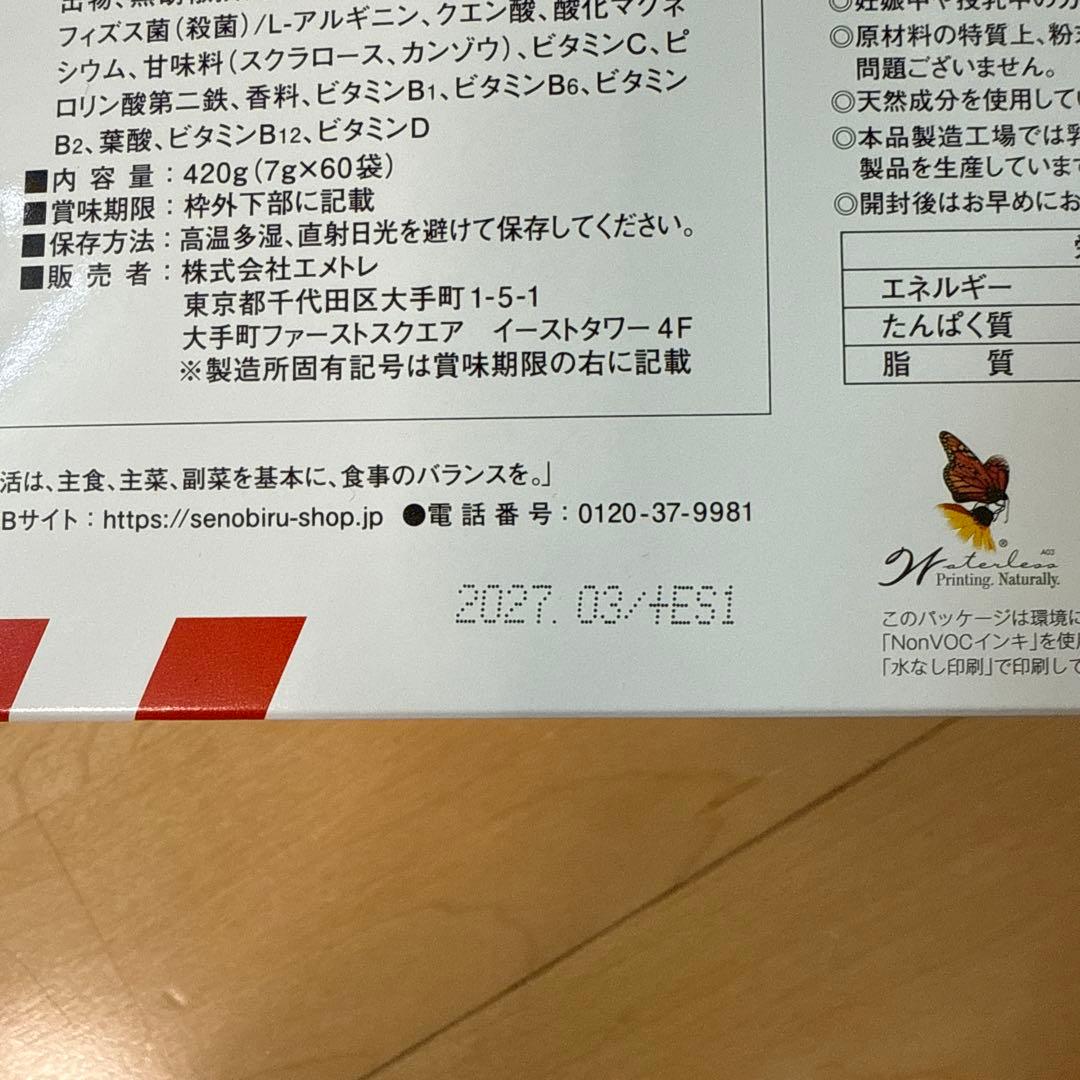 フィズス菌(殺菌)/L-アルギニン、クエン酸、酸化マグネ
シウム、甘味料(スクラロース、カンゾウ)、ビタミンC、ピ
ロリン酸第二鉄、香料、ビタミンB1、ビタミンB6、ビタミン
B2、葉酸、ビタミンB12、ビタミンD
■内容量:420g(7g×60袋)
■賞味期限:枠外下部に記載
■保存方法:高温多湿、直射日光を避けて保存してください。
■販売者:株式会社エメトレ
東京都千代田区大手町1-5-1
大手町ファーストスクエア イーストタワー4F
※製造所固有記号は賞味期限の右に記載
活は、主食、主菜、副菜を基本に、食事のバランスを。」
Bサイト:https://senobiru-shop.jp ●電話番号:0120-37-9981
2027. 03/+ES1
◎妊娠中や授乳中の方
◎原材料の特質上、粉末
問題ございません。
◎天然成分を使用してい
◎本品製造工場では乳
製品を生産しています
◎開封後はお早めにお
エネルギー
たんぱく質
脂質
Waterless
A03
®
Printing. Naturally.
このパッケージは環境に
「NonVOCインキ」を使用
「水なし印刷」で印刷して